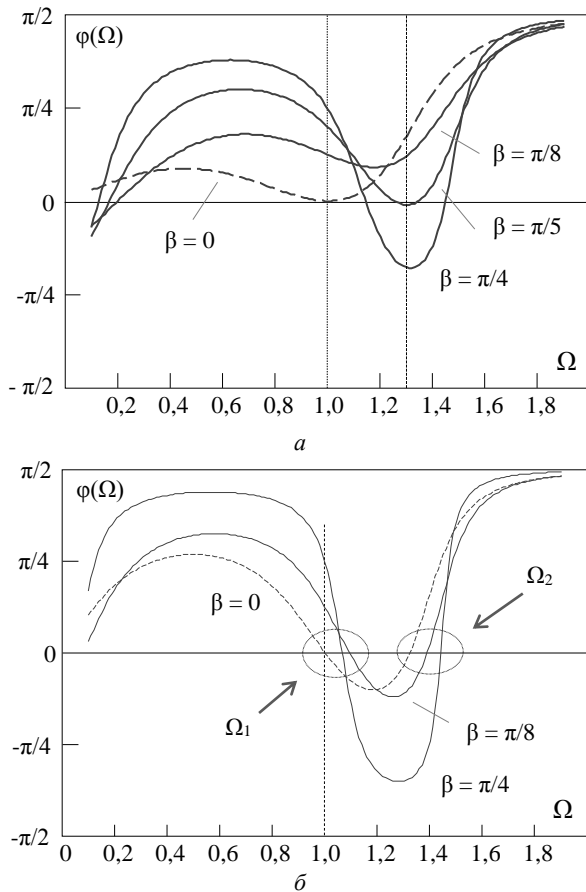 π/2
φ(Ω)
π/4
β = π/8
0
β = 0
β = π/5
-π/4
β = π/4
Ω
- π/2
0,2 0,4 0,6 0,8 1,0 1,2 1,4 1,6 1,8
а
π/2
φ(Ω)
π/4
Ω₂
β = 0
0
Ω₁
β = π/8
-π/4
β = π/4
Ω
-π/2
0 0,2 0,4 0,6 0,8 1,0 1,2 1,4 1,6 1,8
б